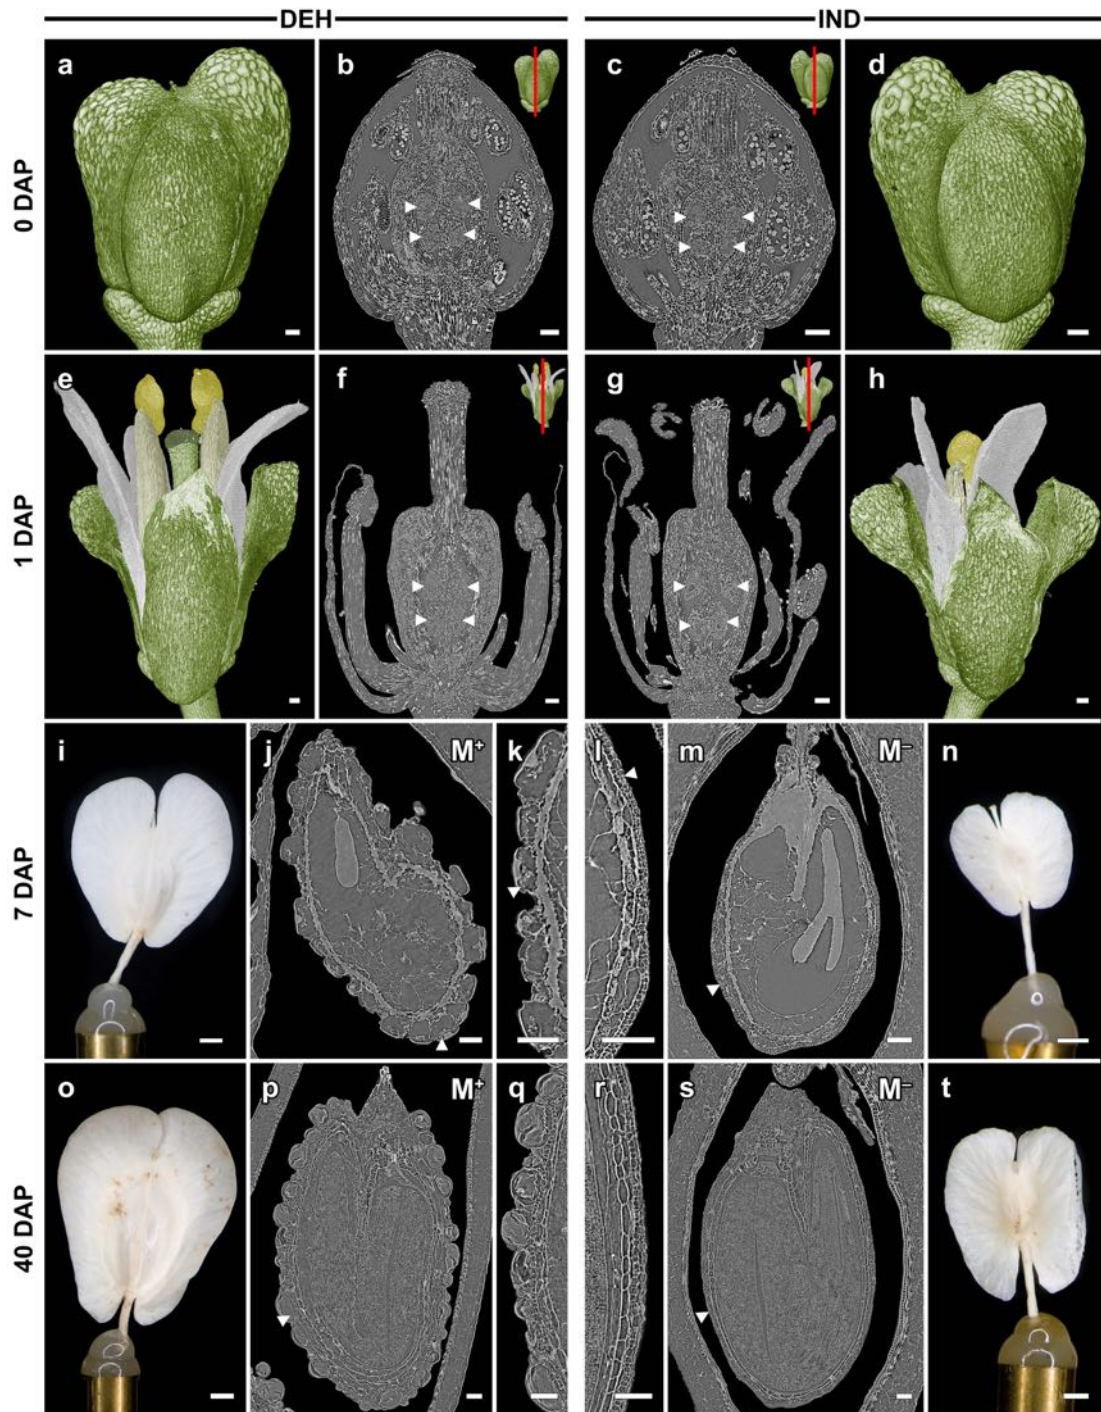 DEH IND
0 DAP
a b c d
1 DAP
e f g h
7 DAP
i j M⁺ k l m M⁻ n
40 DAP
o p M⁺ q r s M⁻ t